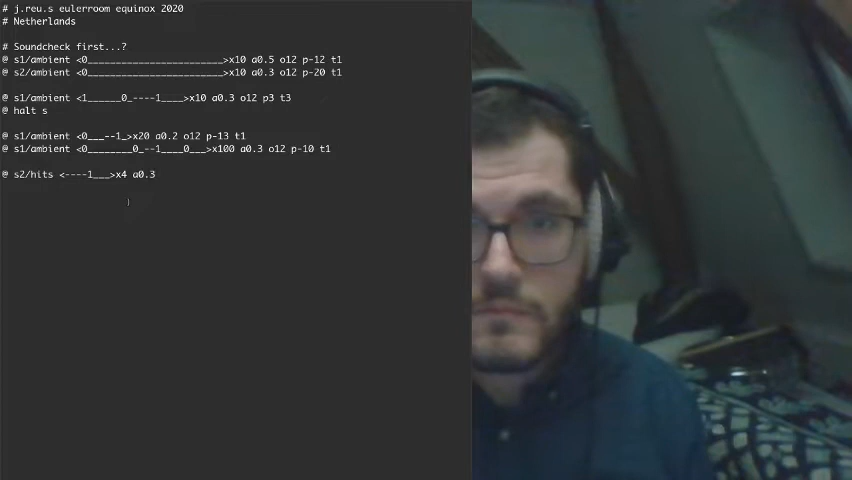 # j.reu.s eulerroom equinox 2020
# Netherlands
# Soundcheck first...?
@ s1/ambient <0________________________>x10 a0.5 o12 p-12 t1
@ s2/ambient <0________________________>x10 a0.3 o12 p-20 t1
@ s1/ambient <1______0_----1____>x10 a0.3 o12 p3 t3
@ halt s
@ s1/ambient <0___--1_>x20 a0.2 o12 p-13 t1
@ s1/ambient <0________0_--1____0___>x100 a0.3 o12 p-10 t1
@ s2/hits <----1___>x4 a0.3